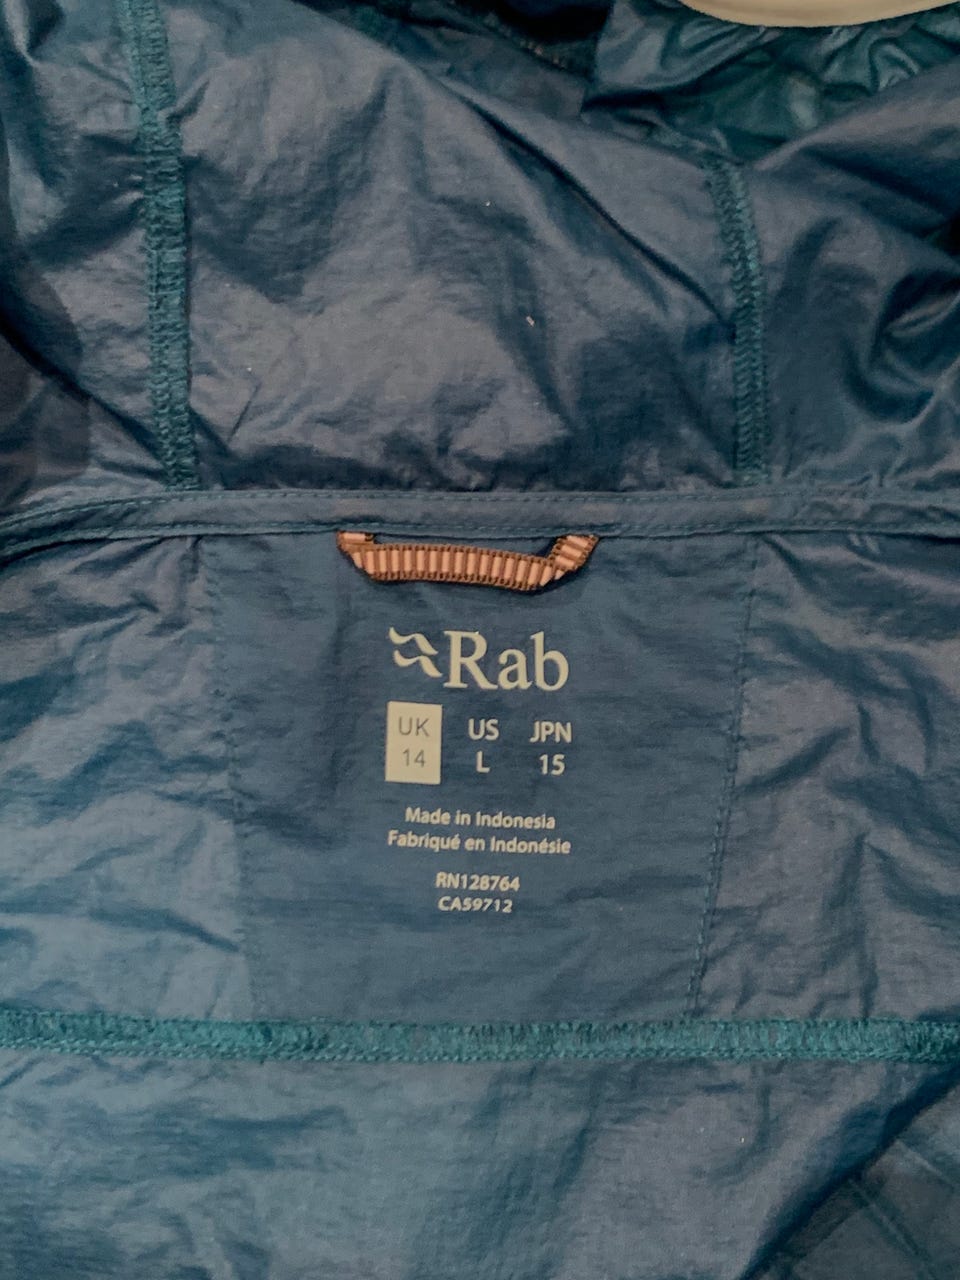 Rab
UK US JPN
14 L 15
Made in Indonesia
Fabriqué en Indonésie
RN128764
CA59712